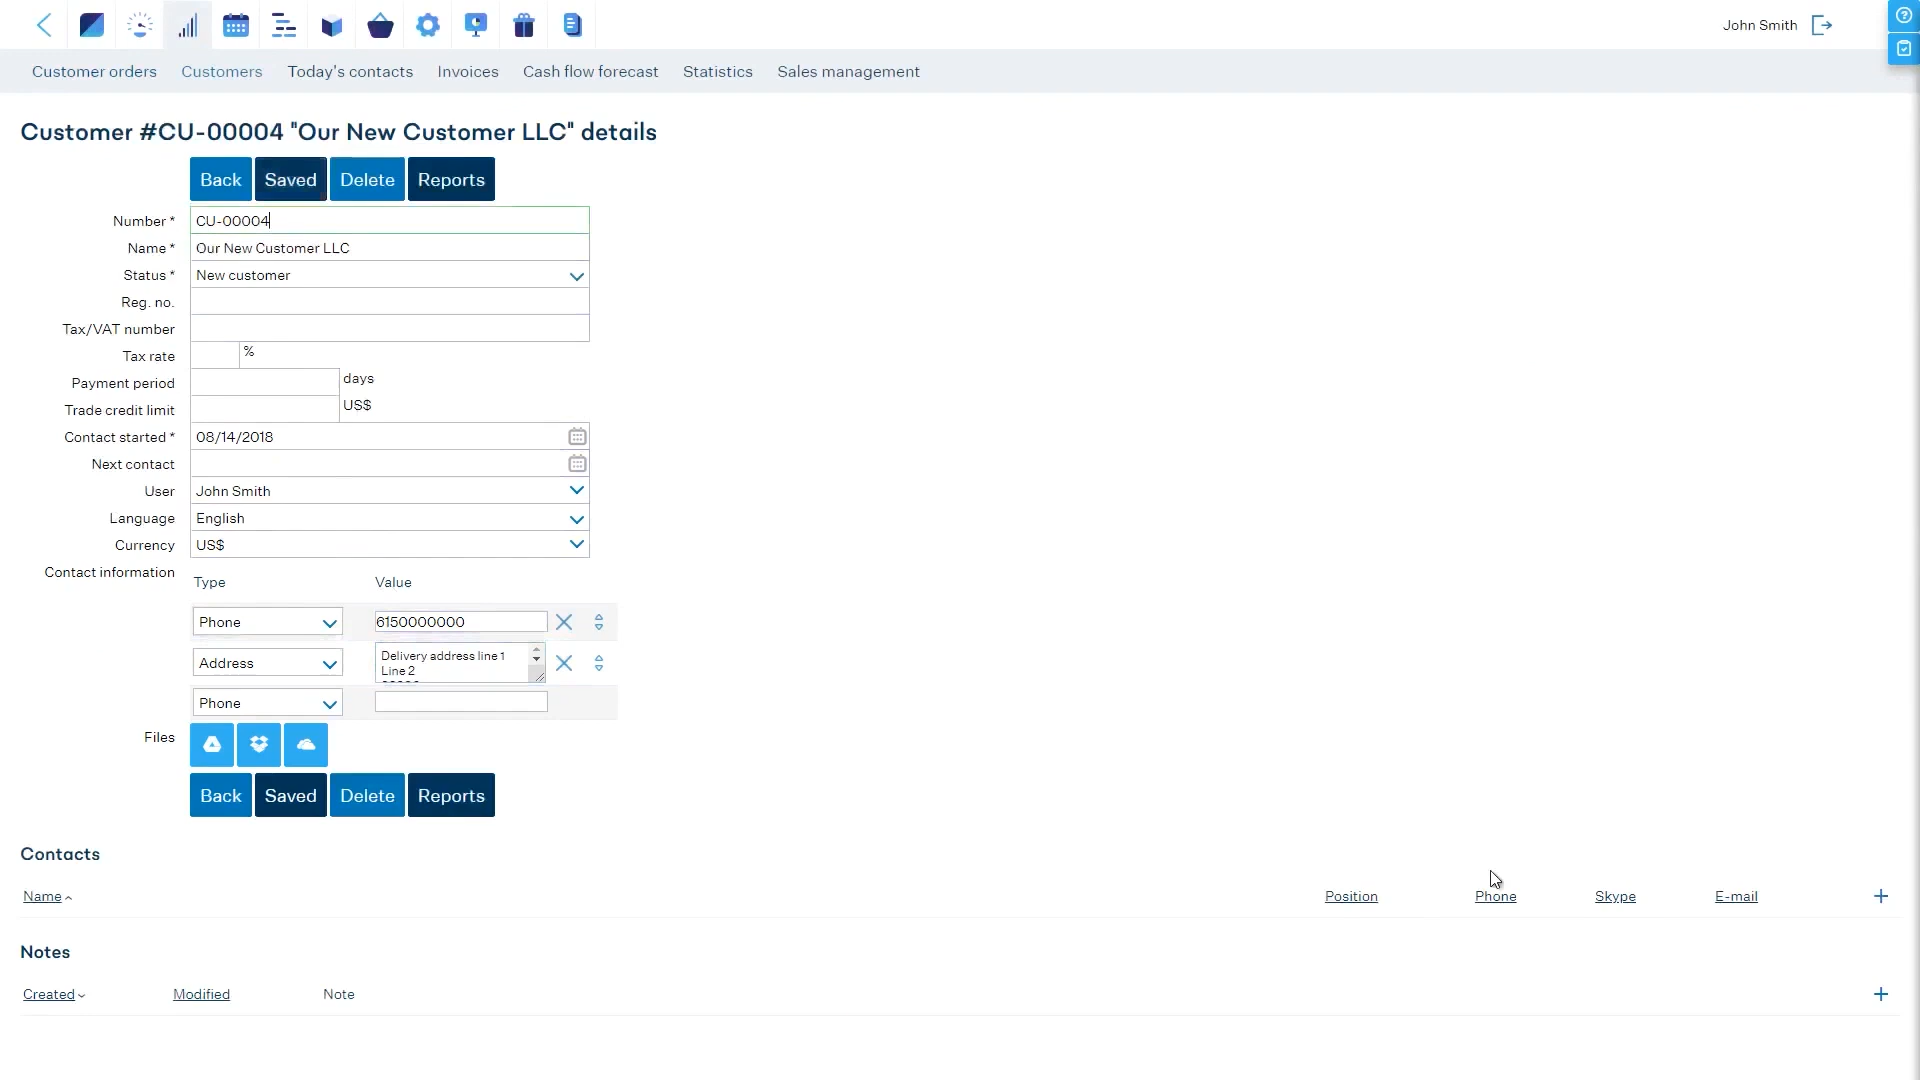 John Smith
Customer orders Customers Today's contacts Invoices Cash flow forecast Statistics Sales management
Customer #CU-00004 "Our New Customer LLC" details
Back Saved Delete Reports
Number * CU-00004
Name * Our New Customer LLC
Status * New customer
Reg. no.
Tax/VAT number
Tax rate %
Payment period days
Trade credit limit US$
Contact started * 08/14/2018
Next contact
User John Smith
Language English
Currency US$
Contact information Type Value
Phone 6150000000
Address Delivery address line 1
Line 2
Phone
Files
Back Saved Delete Reports
Contacts
Name Position Phone Skype E-mail +
Notes
Created Modified Note +